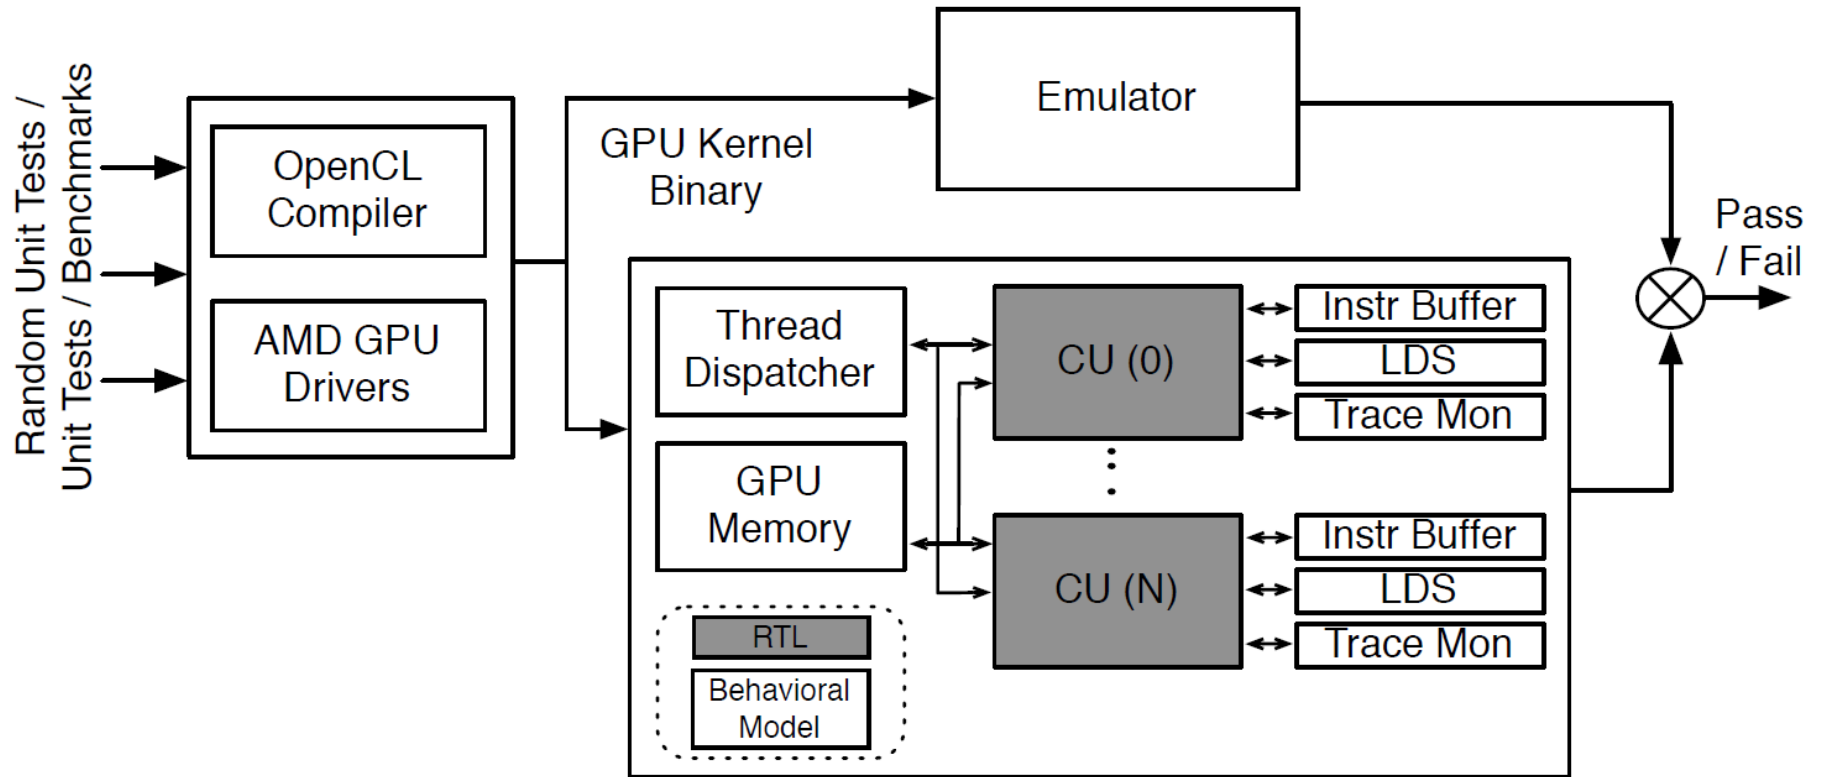 Random Unit Tests /
Unit Tests / Benchmarks
OpenCL
Compiler
AMD GPU
Drivers
GPU Kernel
Binary
Emulator
Pass
/ Fail
Thread
Dispatcher
GPU
Memory
CU (0)
Instr Buffer
LDS
Trace Mon
CU (N)
Instr Buffer
LDS
Trace Mon
RTL
Behavioral
Model